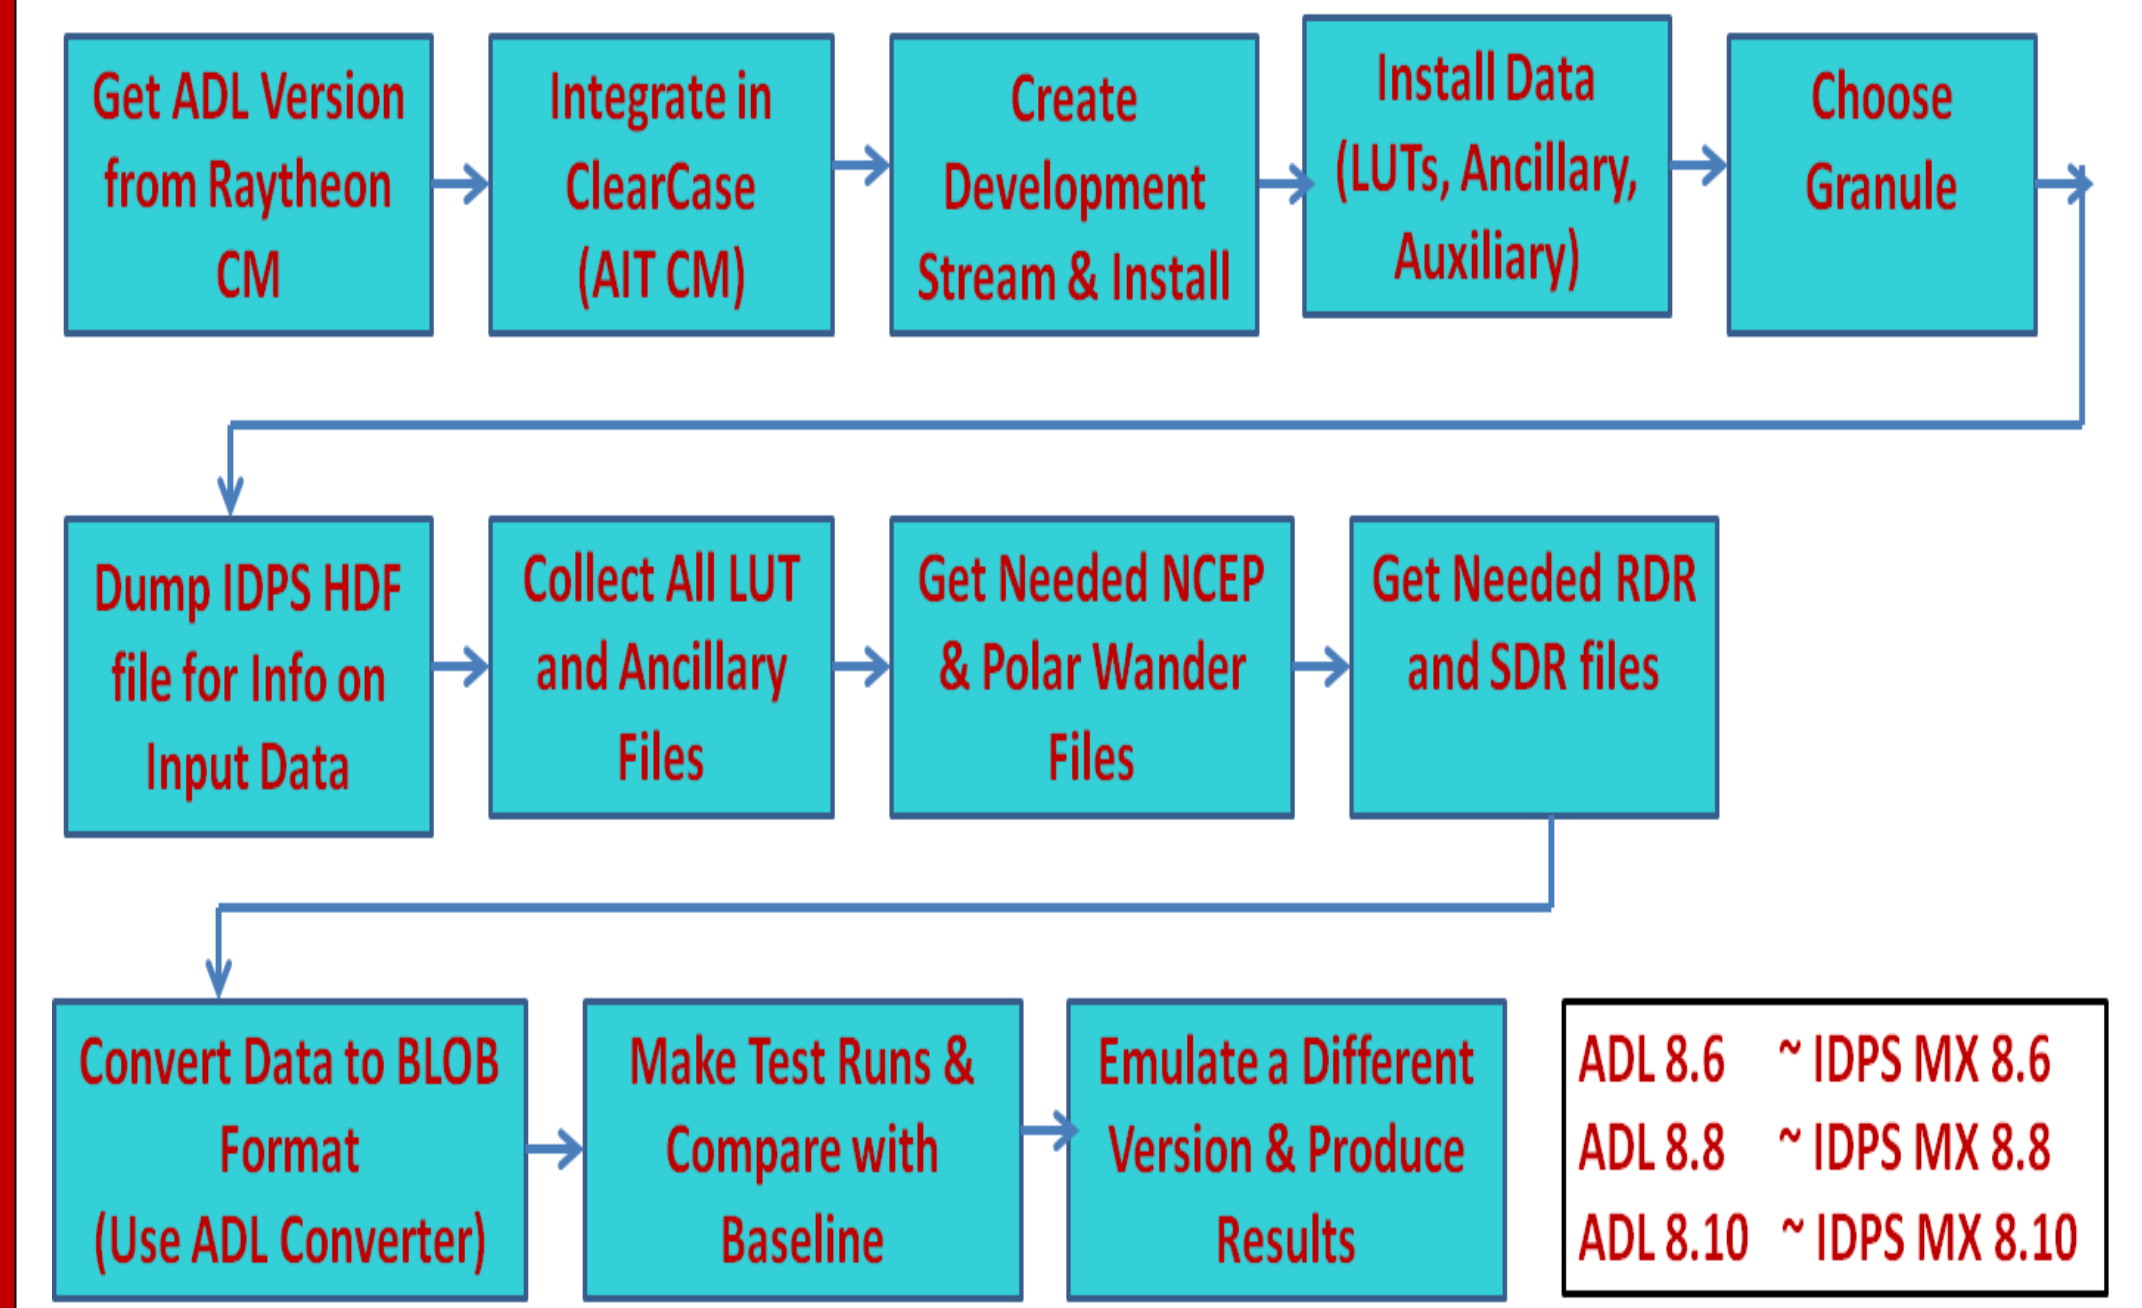 Get ADL Version
from Raytheon
CM
Integrate in
ClearCase
(AIT CM)
Create
Development
Stream & Install
Install Data
(LUTs, Ancillary,
Auxiliary)
Choose
Granule
Dump IDPS HDF
file for Info on
Input Data
Collect All LUT
and Ancillary
Files
Get Needed NCEP
& Polar Wander
Files
Get Needed RDR
and SDR files
Convert Data to BLOB
Format
(Use ADL Converter)
Make Test Runs &
Compare with
Baseline
Emulate a Different
Version & Produce
Results
ADL 8.6 ~ IDPS MX 8.6
ADL 8.8 ~ IDPS MX 8.8
ADL 8.10 ~ IDPS MX 8.10